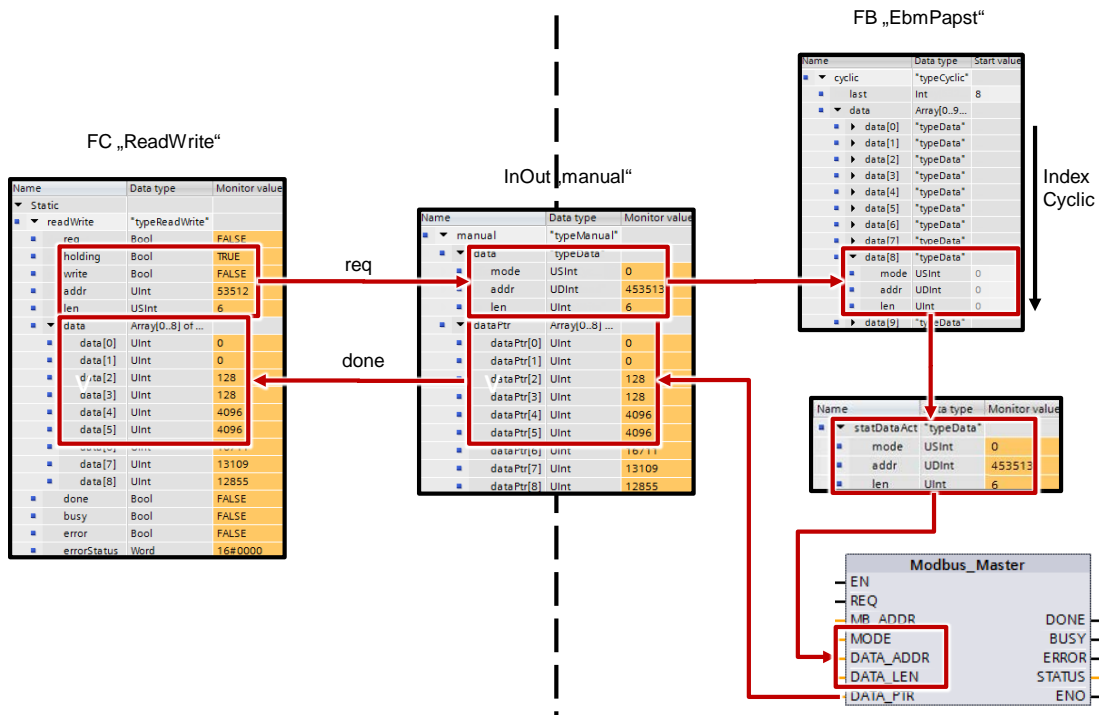 FB „EbmPapst“
Name Data type Start value
cyclic "typeCyclic"
last Int 8
data Array[0..9...
data[0] "typeData"
data[1] "typeData"
data[2] "typeData"
data[3] "typeData"
data[4] "typeData"
data[5] "typeData"
data[6] "typeData"
data[7] "typeData"
data[8] "typeData"
mode USInt 0
addr UDInt 0
len UInt 0
data[9] "typeData"
Index
Cyclic
FC „ReadWrite“
Name Data type Monitor value
Static
readWrite "typeReadWrite"
req Bool FALSE
holding Bool TRUE
write Bool FALSE
addr UInt 53512
len USInt 6
data Array[0..8] of ...
data[0] UInt 0
data[1] UInt 0
data[2] UInt 128
data[3] UInt 128
data[4] UInt 4096
data[5] UInt 4096
data[7] UInt 13109
data[8] UInt 12855
done Bool FALSE
busy Bool FALSE
error Bool FALSE
errorStatus Word 16#0000
req
done
InOut „manual“
Name Data type Monitor value
manual "typeManual"
data "typeData"
mode USInt 0
addr UDInt 453513
len UInt 6
dataPtr Array[0..8] ...
dataPtr[0] UInt 0
dataPtr[1] UInt 0
dataPtr[2] UInt 128
dataPtr[3] UInt 128
dataPtr[4] UInt 4096
dataPtr[5] UInt 4096
dataPtr[6] UInt 16711
dataPtr[7] UInt 13109
dataPtr[8] UInt 12855
Name Data type Monitor value
statDataAct "typeData"
mode USInt 0
addr UDInt 453513
len UInt 6
Modbus_Master
EN
REQ
MB_ADDR DONE
MODE BUSY
DATA_ADDR ERROR
DATA_LEN STATUS
DATA_PTR ENO